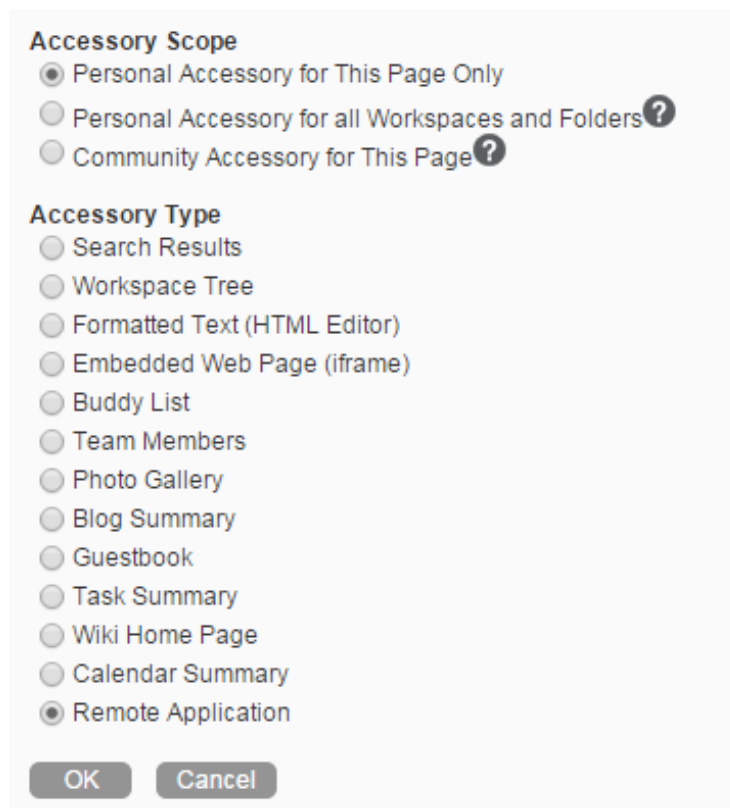 Accessory Scope
Personal Accessory for This Page Only
Personal Accessory for all Workspaces and Folders ?
Community Accessory for This Page ?
Accessory Type
Search Results
Workspace Tree
Formatted Text (HTML Editor)
Embedded Web Page (iframe)
Buddy List
Team Members
Photo Gallery
Blog Summary
Guestbook
Task Summary
Wiki Home Page
Calendar Summary
Remote Application
OK Cancel